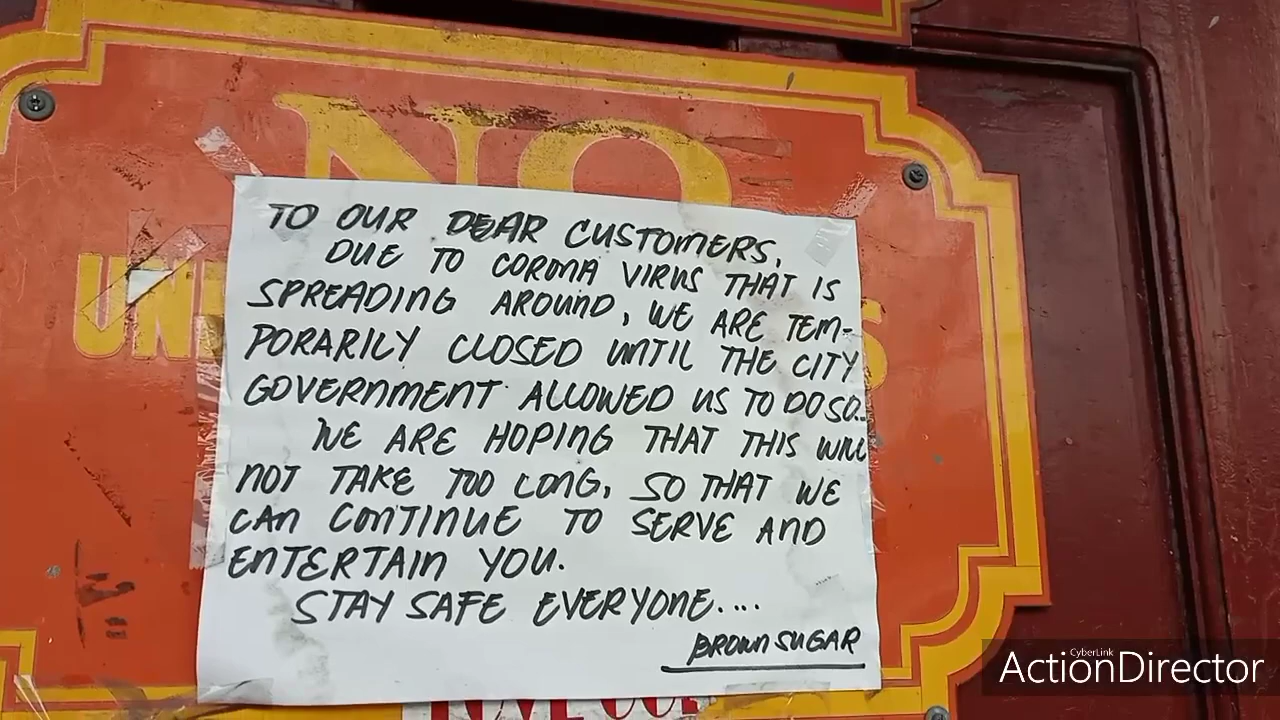 NO
TO OUR DEAR CUSTOMERS,
DUE TO CORONA VIRUS THAT IS
SPREADING AROUND, WE ARE TEM-
PORARILY CLOSED UNTIL THE CITY
GOVERNMENT ALLOWED US TO DO SO..
WE ARE HOPING THAT THIS WILL
NOT TAKE TOO LONG, SO THAT WE
CAN CONTINUE TO SERVE AND
ENTERTAIN YOU.
STAY SAFE EVERYONE....
BROWN SUGAR
CyberLink
ActionDirector